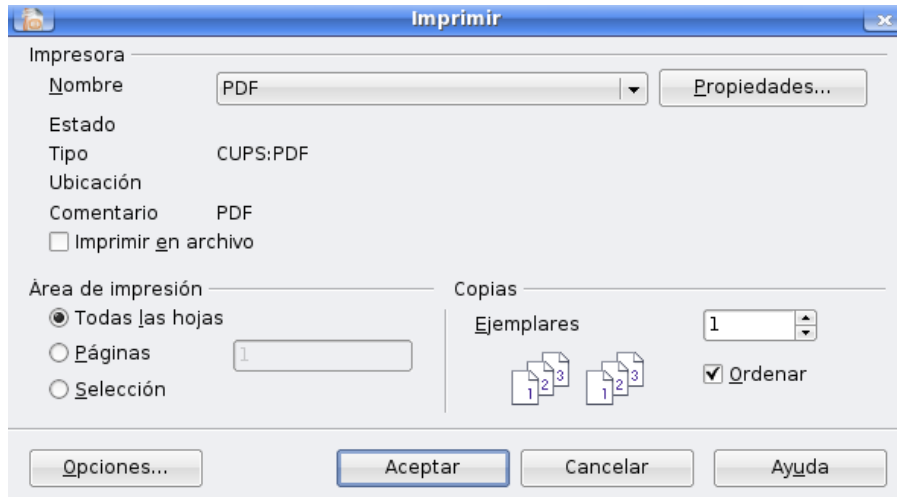 Imprimir
Impresora
Nombre PDF Propiedades...
Estado
Tipo CUPS:PDF
Ubicación
Comentario PDF
Imprimir en archivo
Área de impresión
Todas las hojas
Páginas 1
Selección
Copias
Ejemplares 1
1 2 3 1 2 3
Ordenar
Opciones... Aceptar Cancelar Ayuda